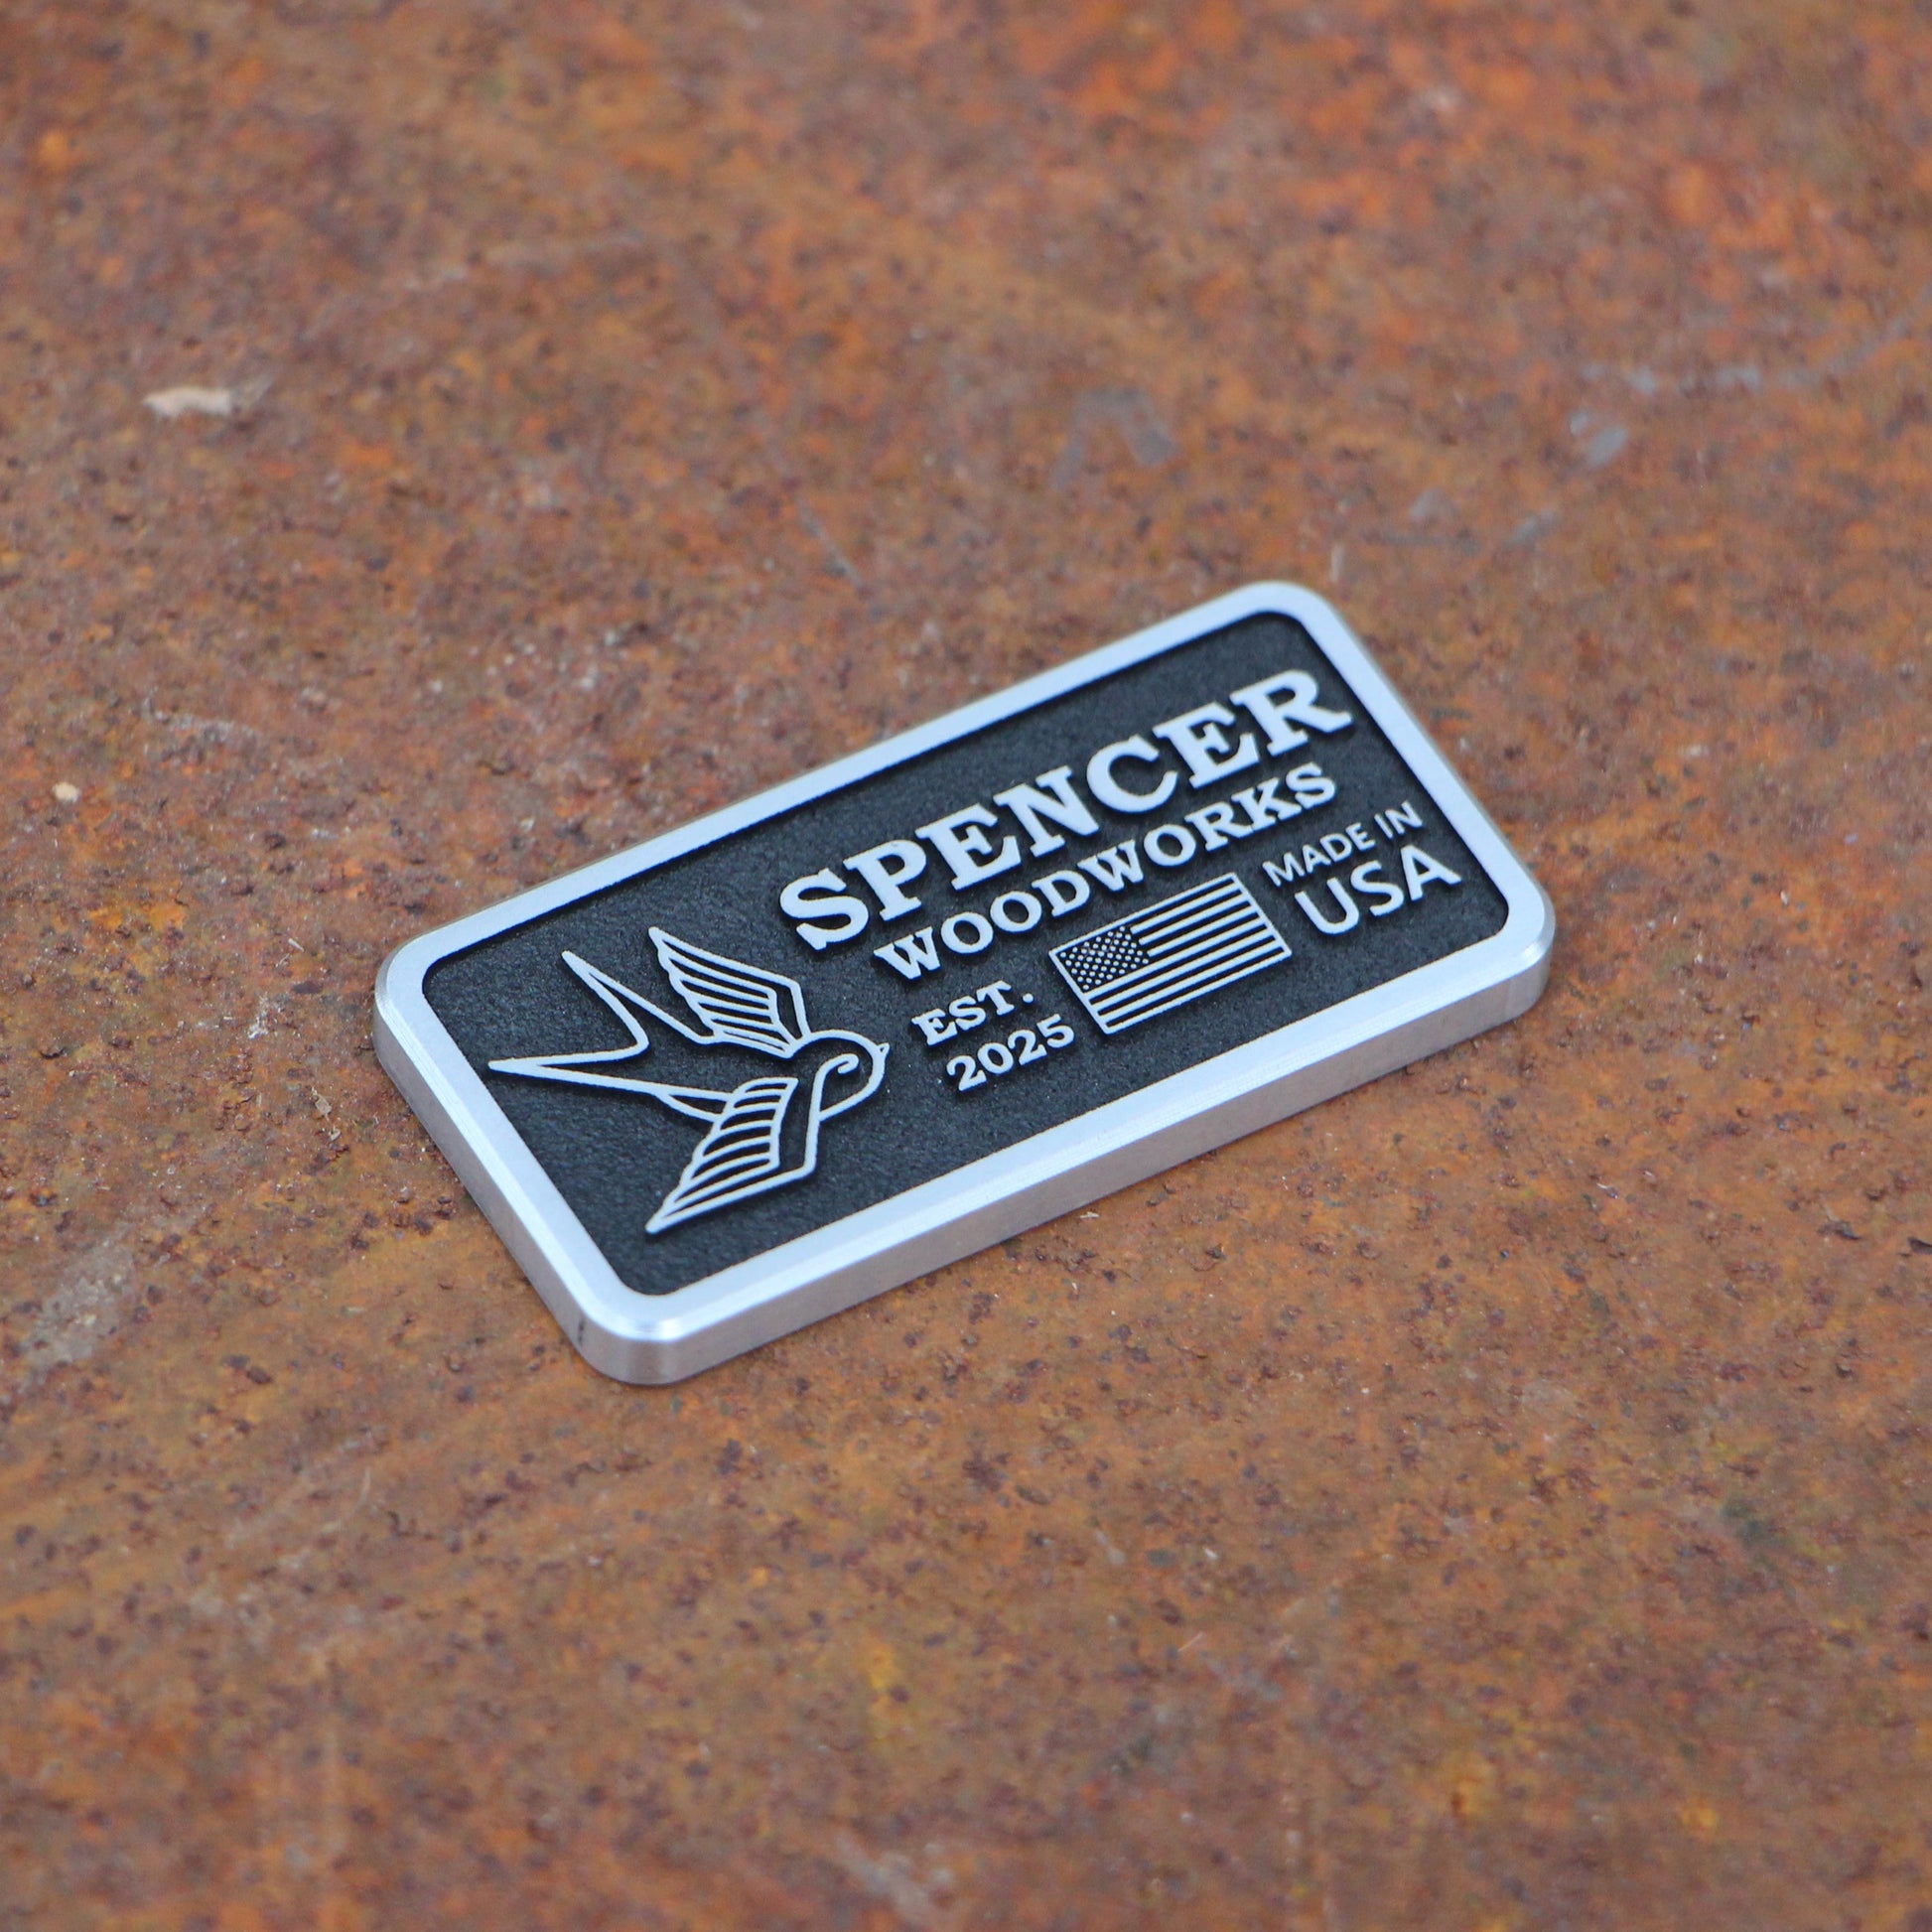 SPENCER
WOODWORKS
EST.
2025
MADE IN
USA